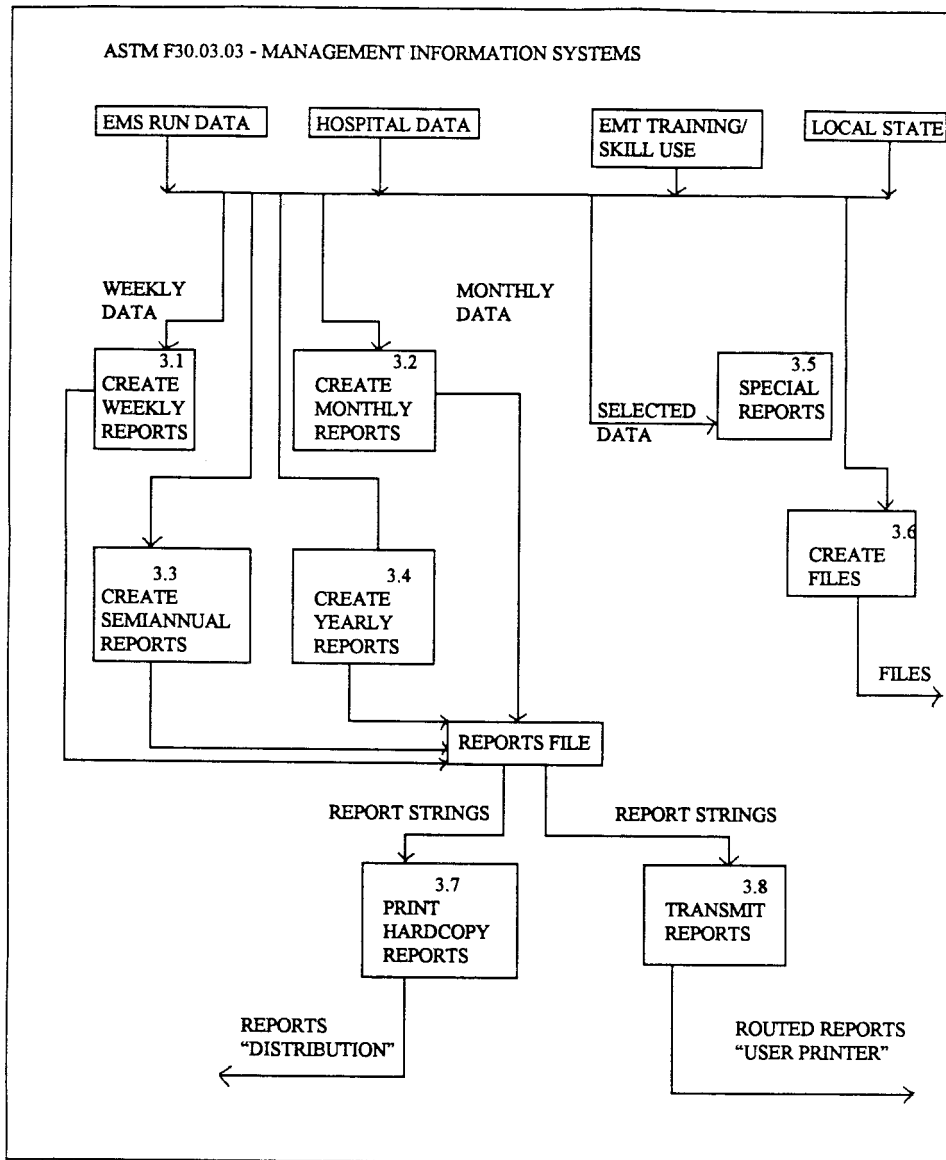 ASTM F30.03.03 - MANAGEMENT INFORMATION SYSTEMS
EMS RUN DATA
HOSPITAL DATA
EMT TRAINING/
SKILL USE
LOCAL STATE
WEEKLY
DATA
MONTHLY
DATA
3.1
CREATE
WEEKLY
REPORTS
3.2
CREATE
MONTHLY
REPORTS
3.5
SPECIAL
REPORTS
SELECTED
DATA
3.6
CREATE
FILES
3.3
CREATE
SEMIANNUAL
REPORTS
3.4
CREATE
YEARLY
REPORTS
FILES
REPORTS FILE
REPORT STRINGS
REPORT STRINGS
3.7
PRINT
HARDCOPY
REPORTS
3.8
TRANSMIT
REPORTS
REPORTS
“DISTRIBUTION”
ROUTED REPORTS
“USER PRINTER”